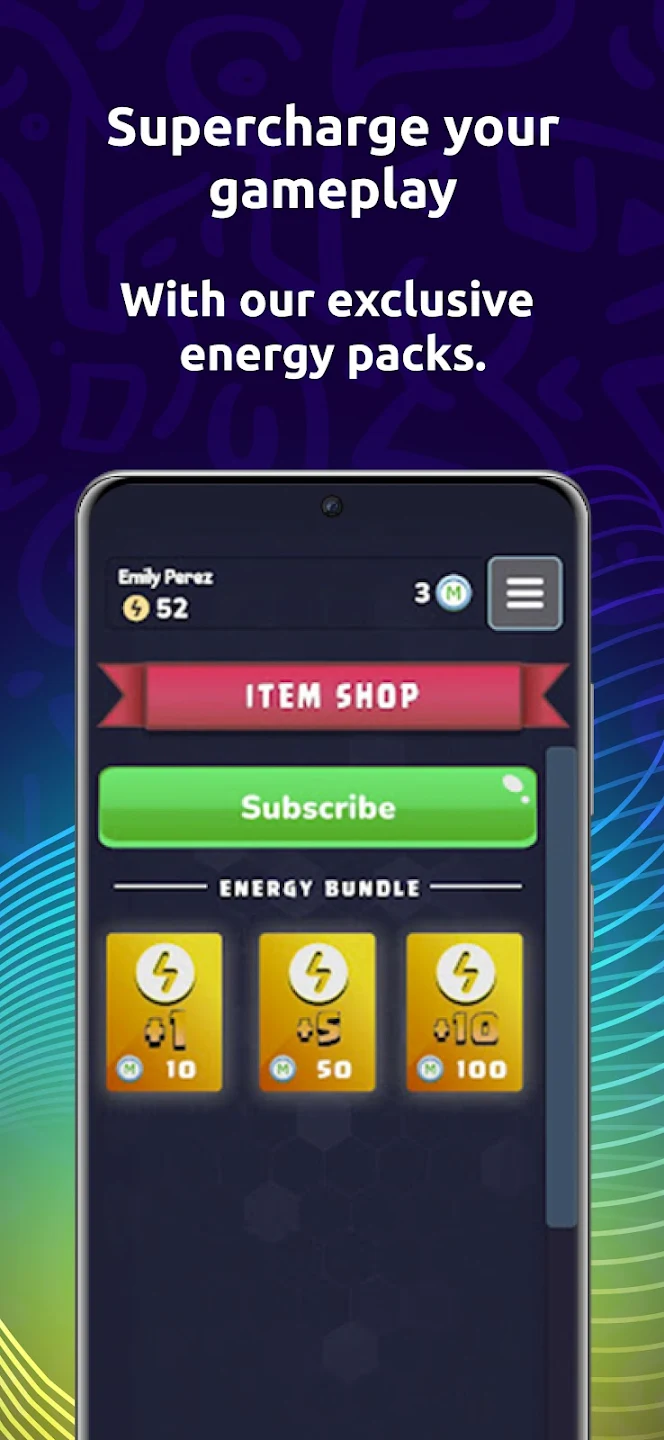 Supercharge your
gameplay
With our exclusive
energy packs.
Emily Perez
52
3 M
ITEM SHOP
Subscribe
ENERGY BUNDLE
+1 +5 +10
M 10 M 50 M 100